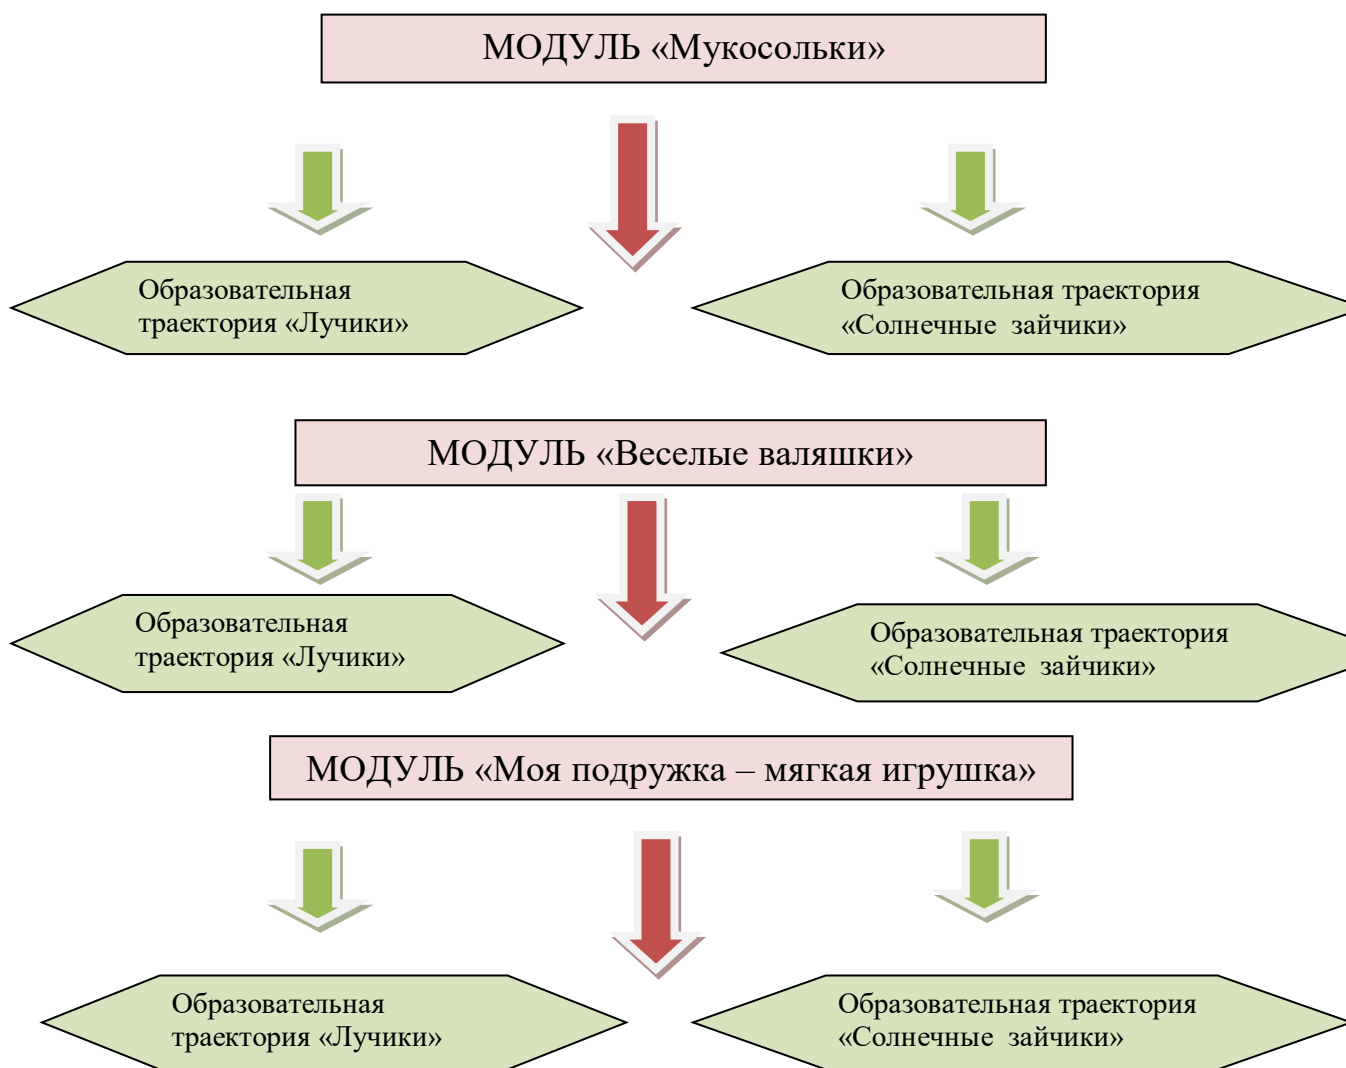 МОДУЛЬ «Мукосольки»
Образовательная
траектория «Лучики»
Образовательная траектория
«Солнечные  зайчики»
МОДУЛЬ «Веселые валяшки»
Образовательная
траектория «Лучики»
Образовательная траектория
«Солнечные  зайчики»
МОДУЛЬ «Моя подружка – мягкая игрушка»
Образовательная
траектория «Лучики»
Образовательная траектория
«Солнечные  зайчики»